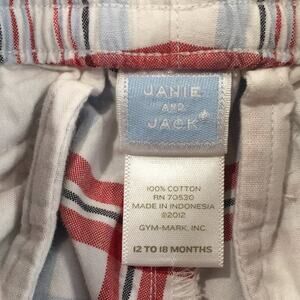 JANIE
AND
JACK®
100% COTTON
RN 70530
MADE IN INDONESIA
©2012
GYM-MARK, INC.
12 TO 18 MONTHS